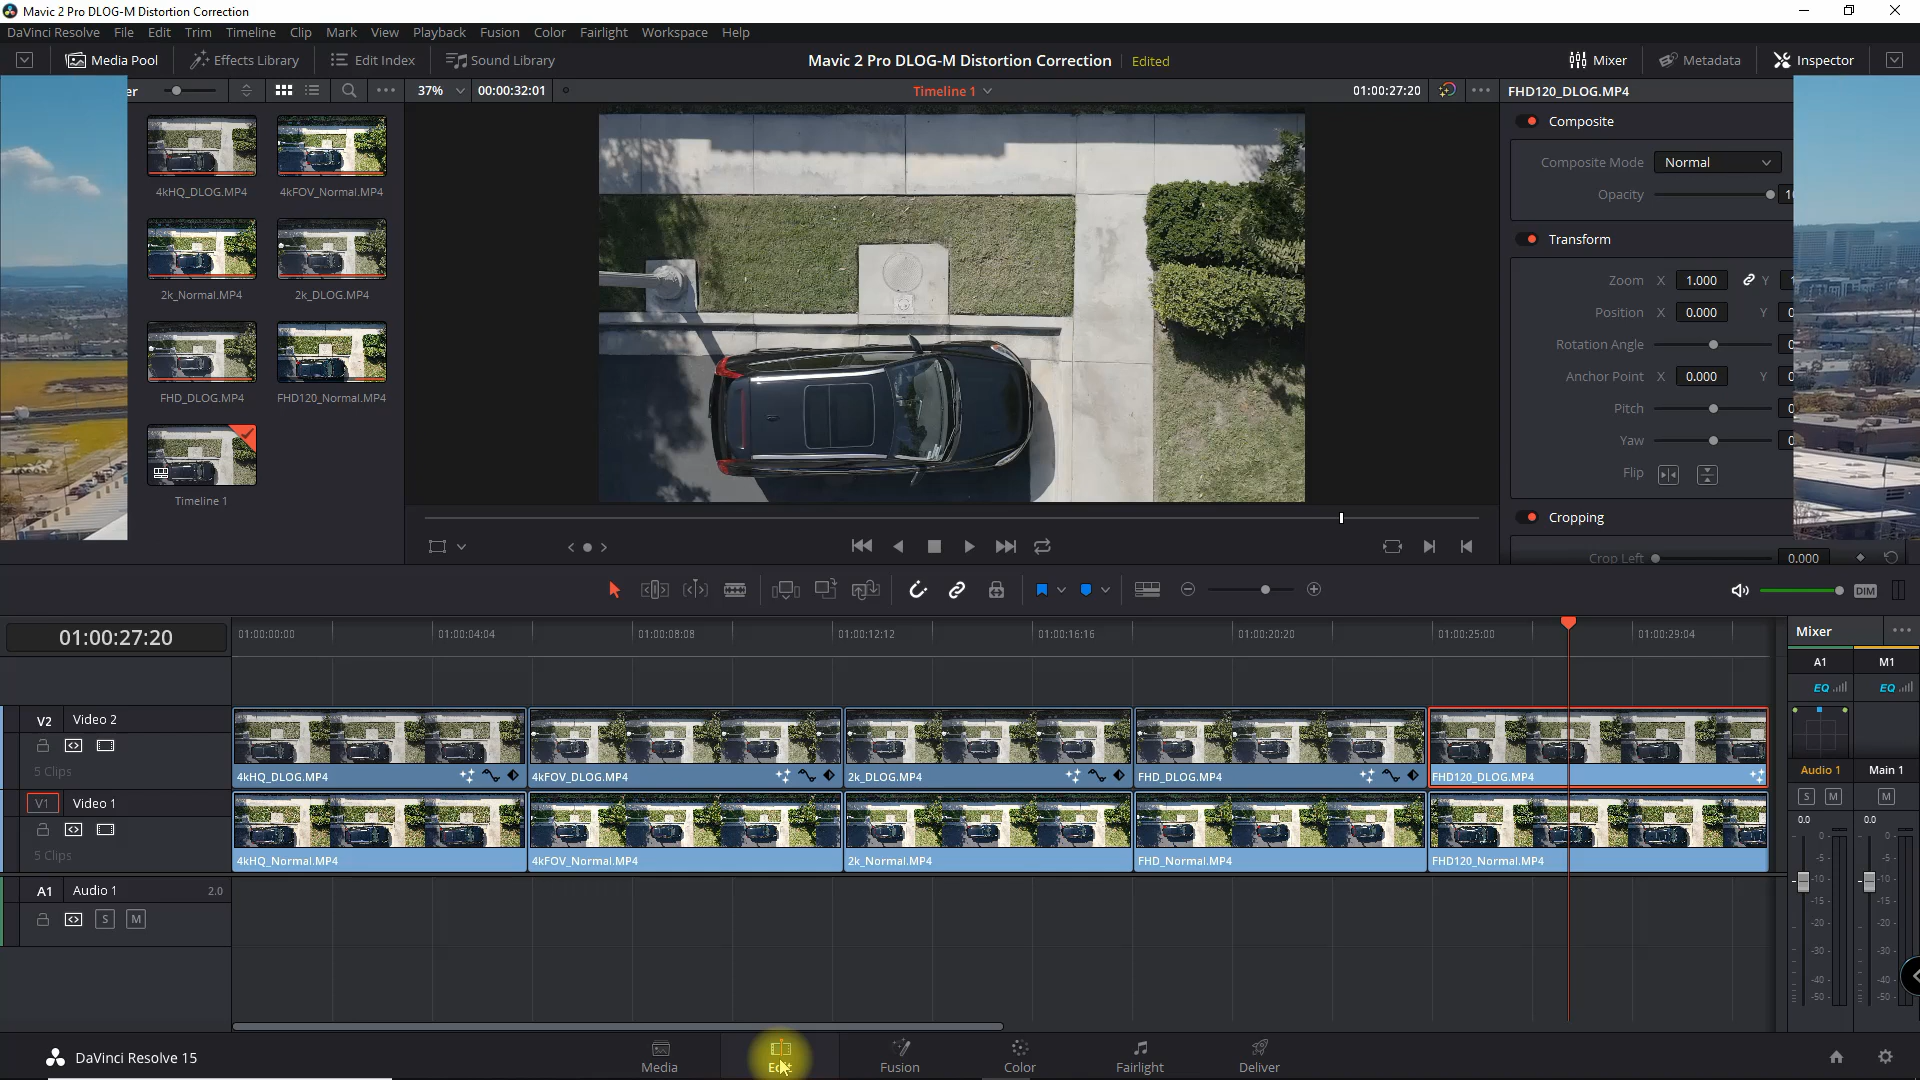 Mavic 2 Pro DLOG-M Distortion Correction
DaVinci Resolve File Edit Trim Timeline Clip Mark View Playback Fusion Color Fairlight Workspace Help
Media Pool Effects Library Edit Index Sound Library Mavic 2 Pro DLOG-M Distortion Correction Edited Mixer Metadata Inspector
er 37% 00:00:32:01 Timeline 1 01:00:27:20 FHD120_DLOG.MP4
Composite
Composite Mode Normal
Opacity
Transform
Zoom X 1.000 Y
Position X 0.000 Y
Rotation Angle
Anchor Point X 0.000 Y
Pitch
Yaw
Flip
Cropping
Crop Left 0.000
4kHQ_DLOG.MP4 4kFOV_Normal.MP4
2k_Normal.MP4 2k_DLOG.MP4
FHD_DLOG.MP4 FHD120_Normal.MP4
Timeline 1
DIM
01:00:27:20 01:00:00:00 01:00:04:04 01:00:08:08 01:00:12:12 01:00:16:16 01:00:20:20 01:00:25:00 01:00:29:04
V2 Video 2
5 Clips
4kHQ_DLOG.MP4 4kFOV_DLOG.MP4 2k_DLOG.MP4 FHD_DLOG.MP4 FHD120_DLOG.MP4
V1 Video 1
5 Clips
4kHQ_Normal.MP4 4kFOV_Normal.MP4 2k_Normal.MP4 FHD_Normal.MP4 FHD120_Normal.MP4
A1 Audio 1 2.0
S M
Mixer
A1 M1
EQ EQ
Audio 1 Main 1
S M M
0.0 0.0
0 0
-5 -5
-10 -10
-15 -15
-20 -20
-30 -30
-40 -40
-50 -50
DaVinci Resolve 15 Media Edit Fusion Color Fairlight Deliver